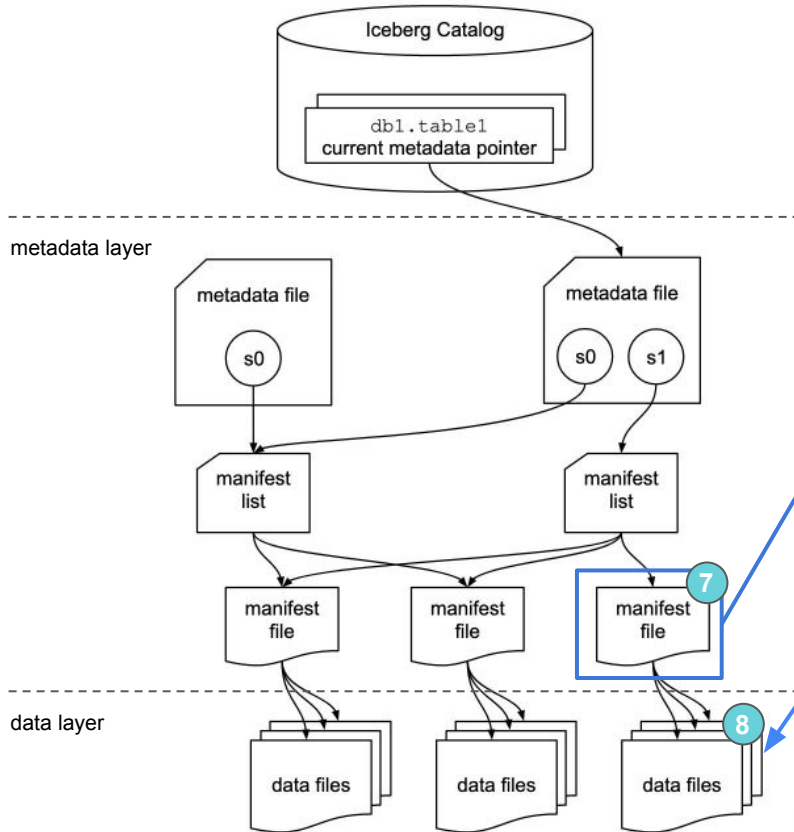 Iceberg Catalog
db1.table1
current metadata pointer
metadata layer
metadata file
s0
metadata file
s0
s1
manifest
list
manifest
list
manifest
file
manifest
file
7
manifest
file
data layer
8
data files
data files
data files